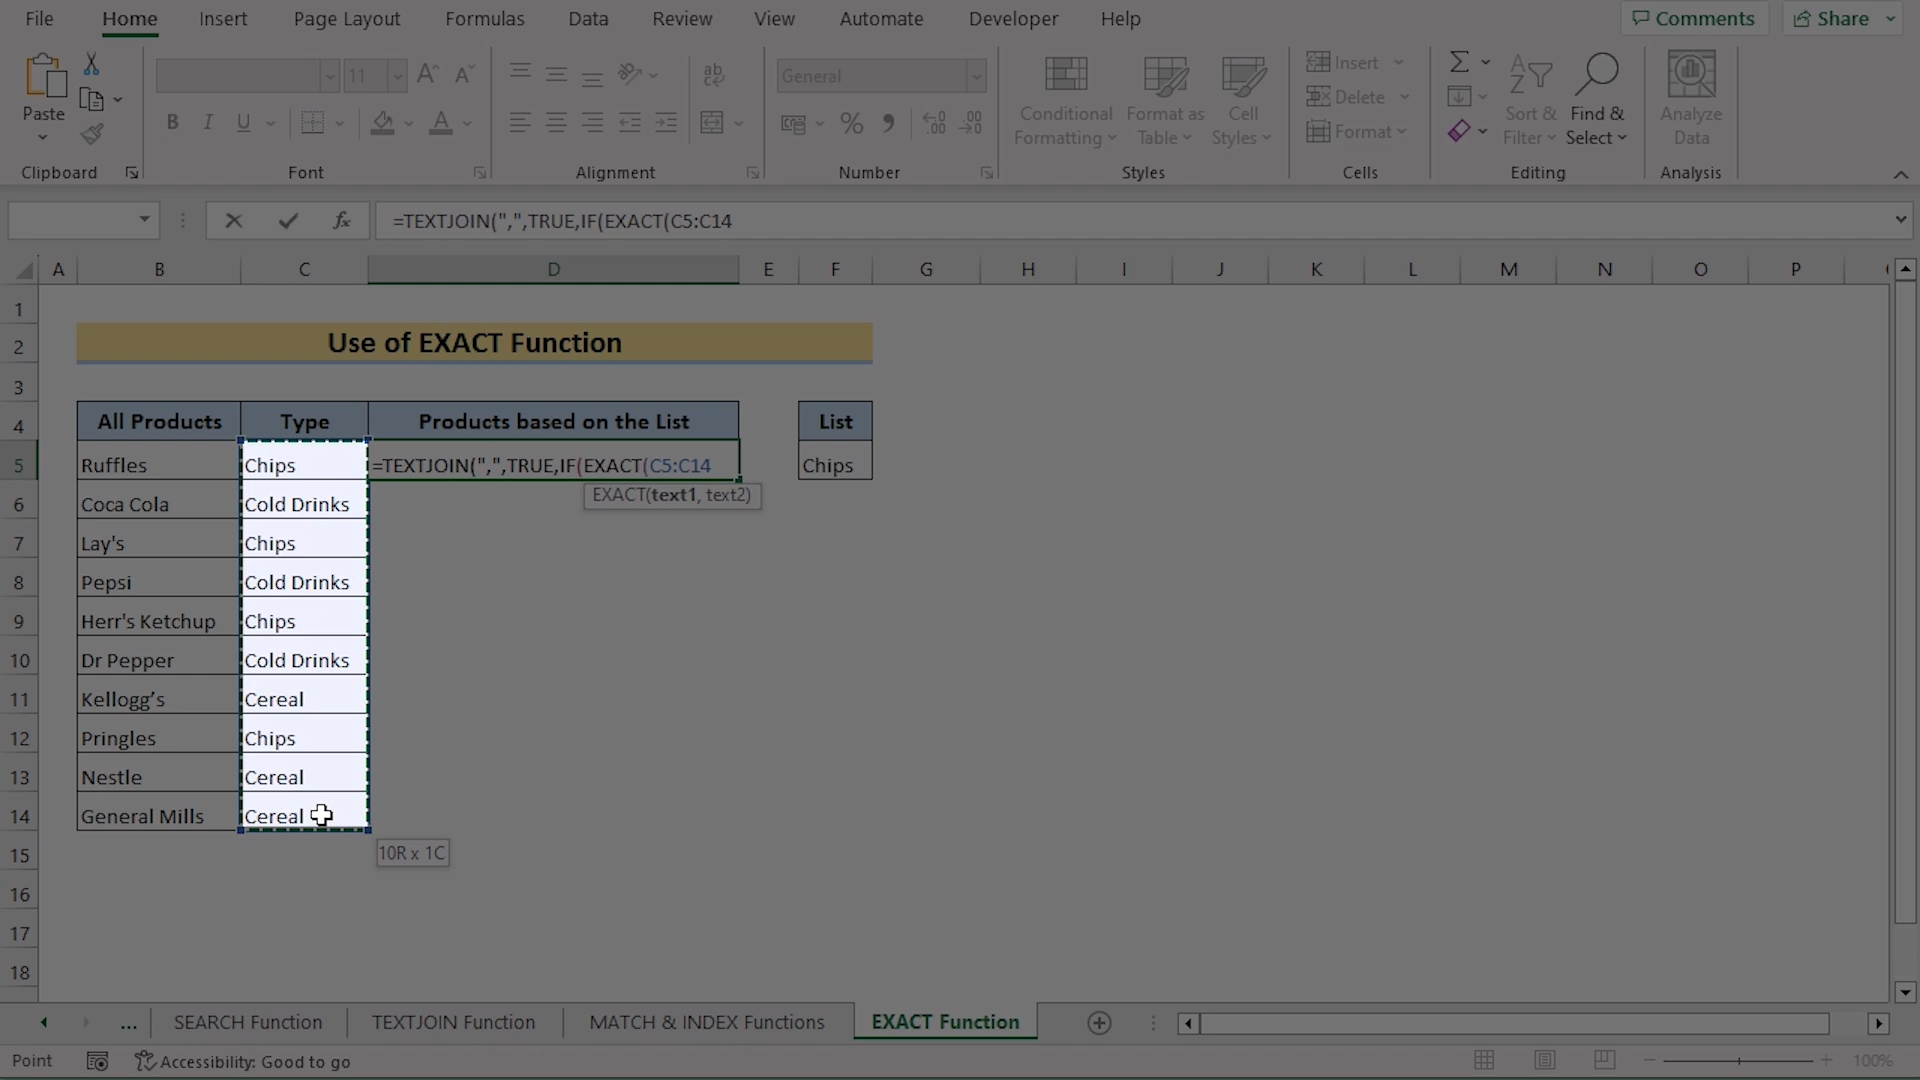 File Home Insert Page Layout Formulas Data Review View Automate Developer Help Comments Share
Paste
Clipboard
11 A A
B I U A
Font
ab
Alignment
General
% 9
Number
Conditional Formatting
Format as Table
Cell Styles
Styles
Insert
Delete
Format
Cells
Sort & Filter
Find & Select
Editing
Analyze Data
Analysis
fx =TEXTJOIN(",",TRUE,IF(EXACT(C5:C14
A B C D E F G H I J K L M N O P
1
2 Use of EXACT Function
3
4 All Products Type Products based on the List List
5 Ruffles Chips =TEXTJOIN(",",TRUE,IF(EXACT(C5:C14 Chips
EXACT(text1, text2)
6 Coca Cola Cold Drinks
7 Lay's Chips
8 Pepsi Cold Drinks
9 Herr's Ketchup Chips
10 Dr Pepper Cold Drinks
11 Kellogg’s Cereal
12 Pringles Chips
13 Nestle Cereal
14 General Mills Cereal
15 10R x 1C
16
17
18
... SEARCH Function TEXTJOIN Function MATCH & INDEX Functions EXACT Function
Point Accessibility: Good to go 100%